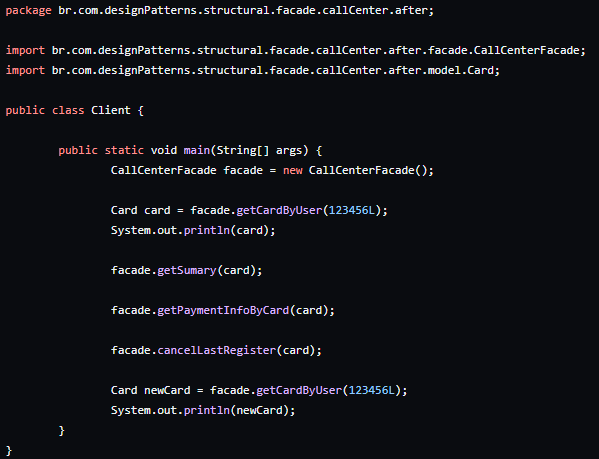 package br.com.designPatterns.structural.facade.callCenter.after;
import br.com.designPatterns.structural.facade.callCenter.after.facade.CallCenterFacade;
import br.com.designPatterns.structural.facade.callCenter.after.model.Card;
public class Client {
public static void main(String[] args) {
CallCenterFacade facade = new CallCenterFacade();
Card card = facade.getCardByUser(123456L);
System.out.println(card);
facade.getSumary(card);
facade.getPaymentInfoByCard(card);
facade.cancelLastRegister(card);
Card newCard = facade.getCardByUser(123456L);
System.out.println(newCard);
}
}